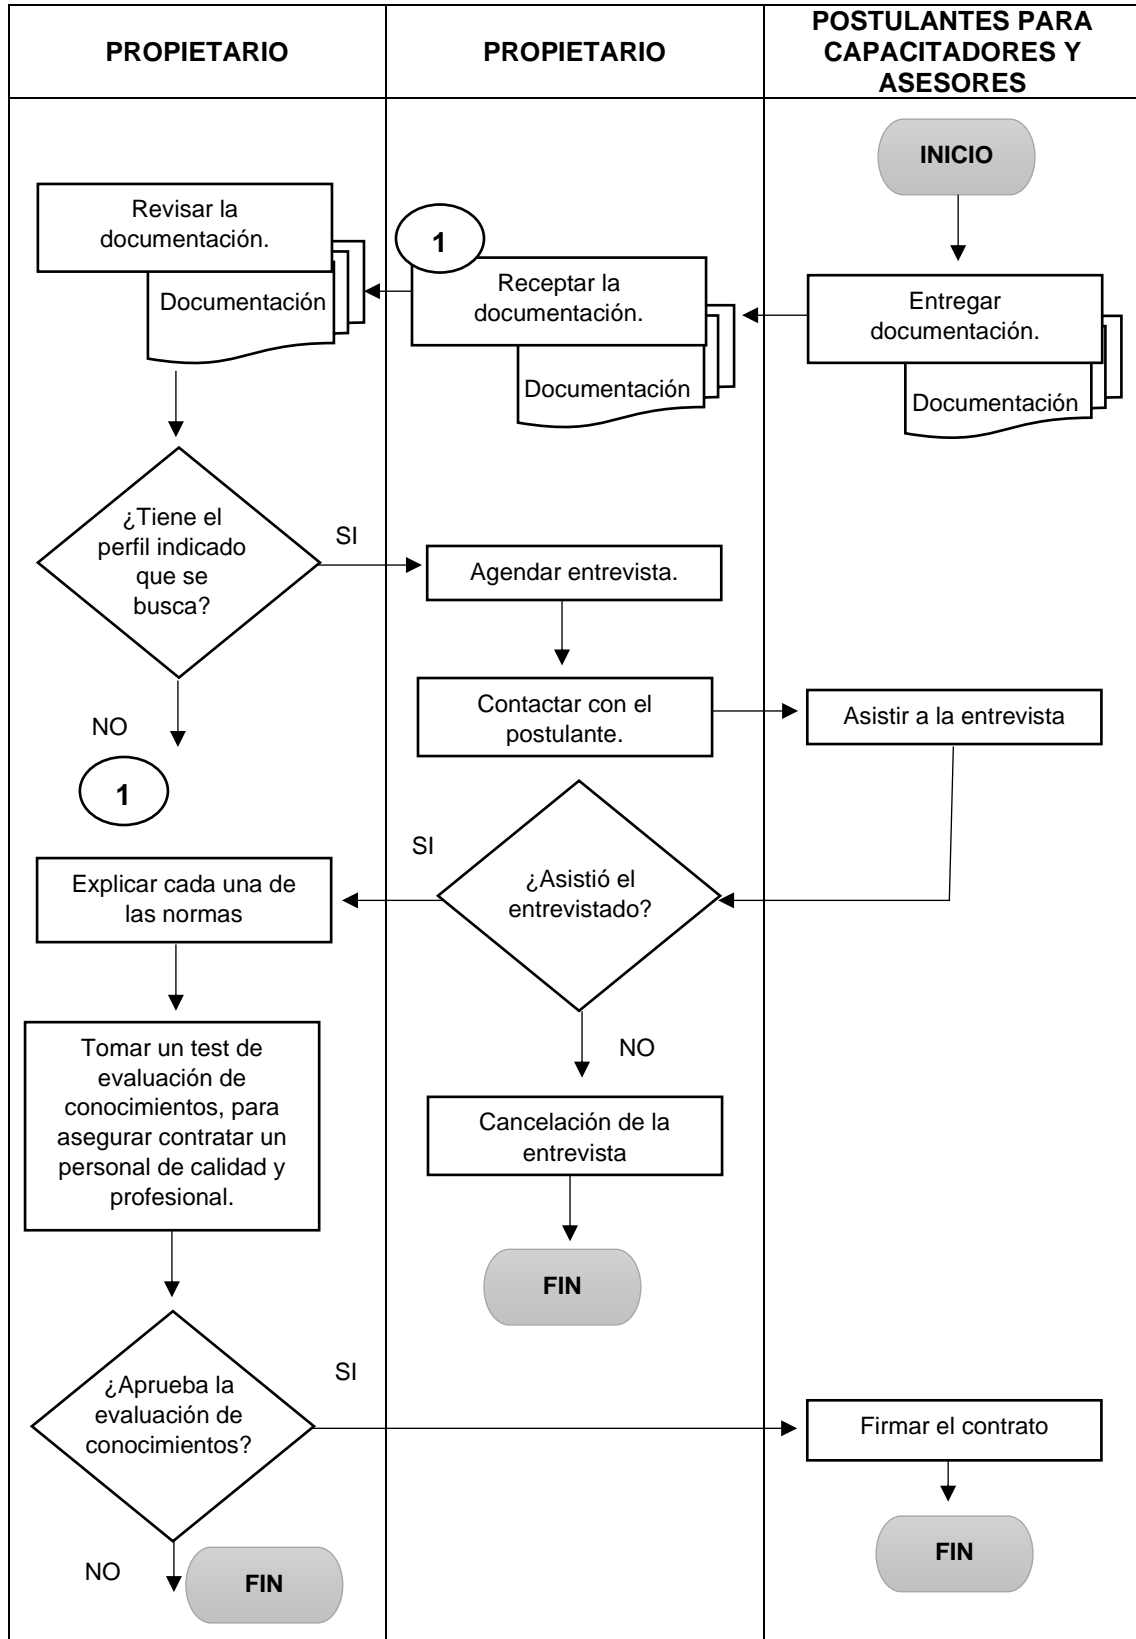 PROPIETARIO
PROPIETARIO
POSTULANTES PARA
CAPACITADORES Y
ASESORES
INICIO
Revisar la
documentación.
Documentación
1
Receptar la
documentación.
Documentación
Entregar
documentación.
Documentación
¿Tiene el
perfil indicado
que se
busca?
SI
NO
1
Agendar entrevista.
Contactar con el
postulante.
Asistir a la entrevista
¿Asistió el
entrevistado?
SI
NO
Explicar cada una de
las normas
Tomar un test de
evaluación de
conocimientos, para
asegurar contratar un
personal de calidad y
profesional.
Cancelación de la
entrevista
FIN
¿Aprueba la
evaluación de
conocimientos?
SI
NO
FIN
Firmar el contrato
FIN